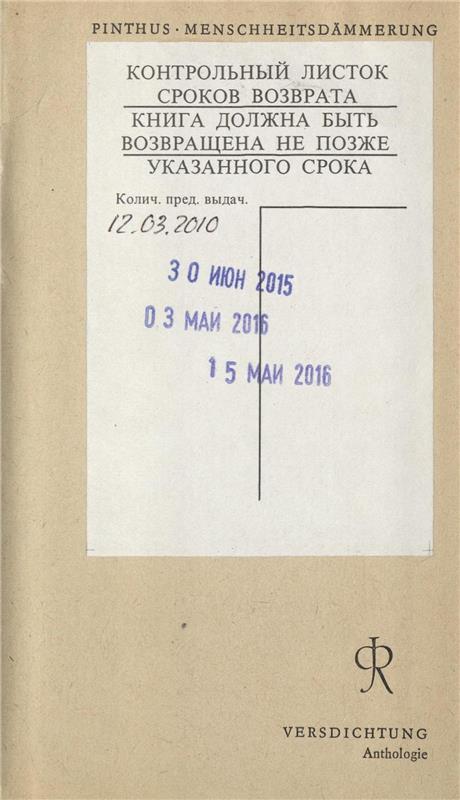 PINTHUS · MENSCHHEITSDÄMMERUNG
КОНТРОЛЬНЫЙ ЛИСТОК
СРОКОВ ВОЗВРАТА
КНИГА ДОЛЖНА БЫТЬ
ВОЗВРАЩЕНА НЕ ПОЗЖЕ
УКАЗАННОГО СРОКА
Колич. пред. выдач.
12.03.2010
30 ИЮН 2015
03 МАЙ 2016
15 МАИ 2016
R
VERSDICHTUNG
Anthologie